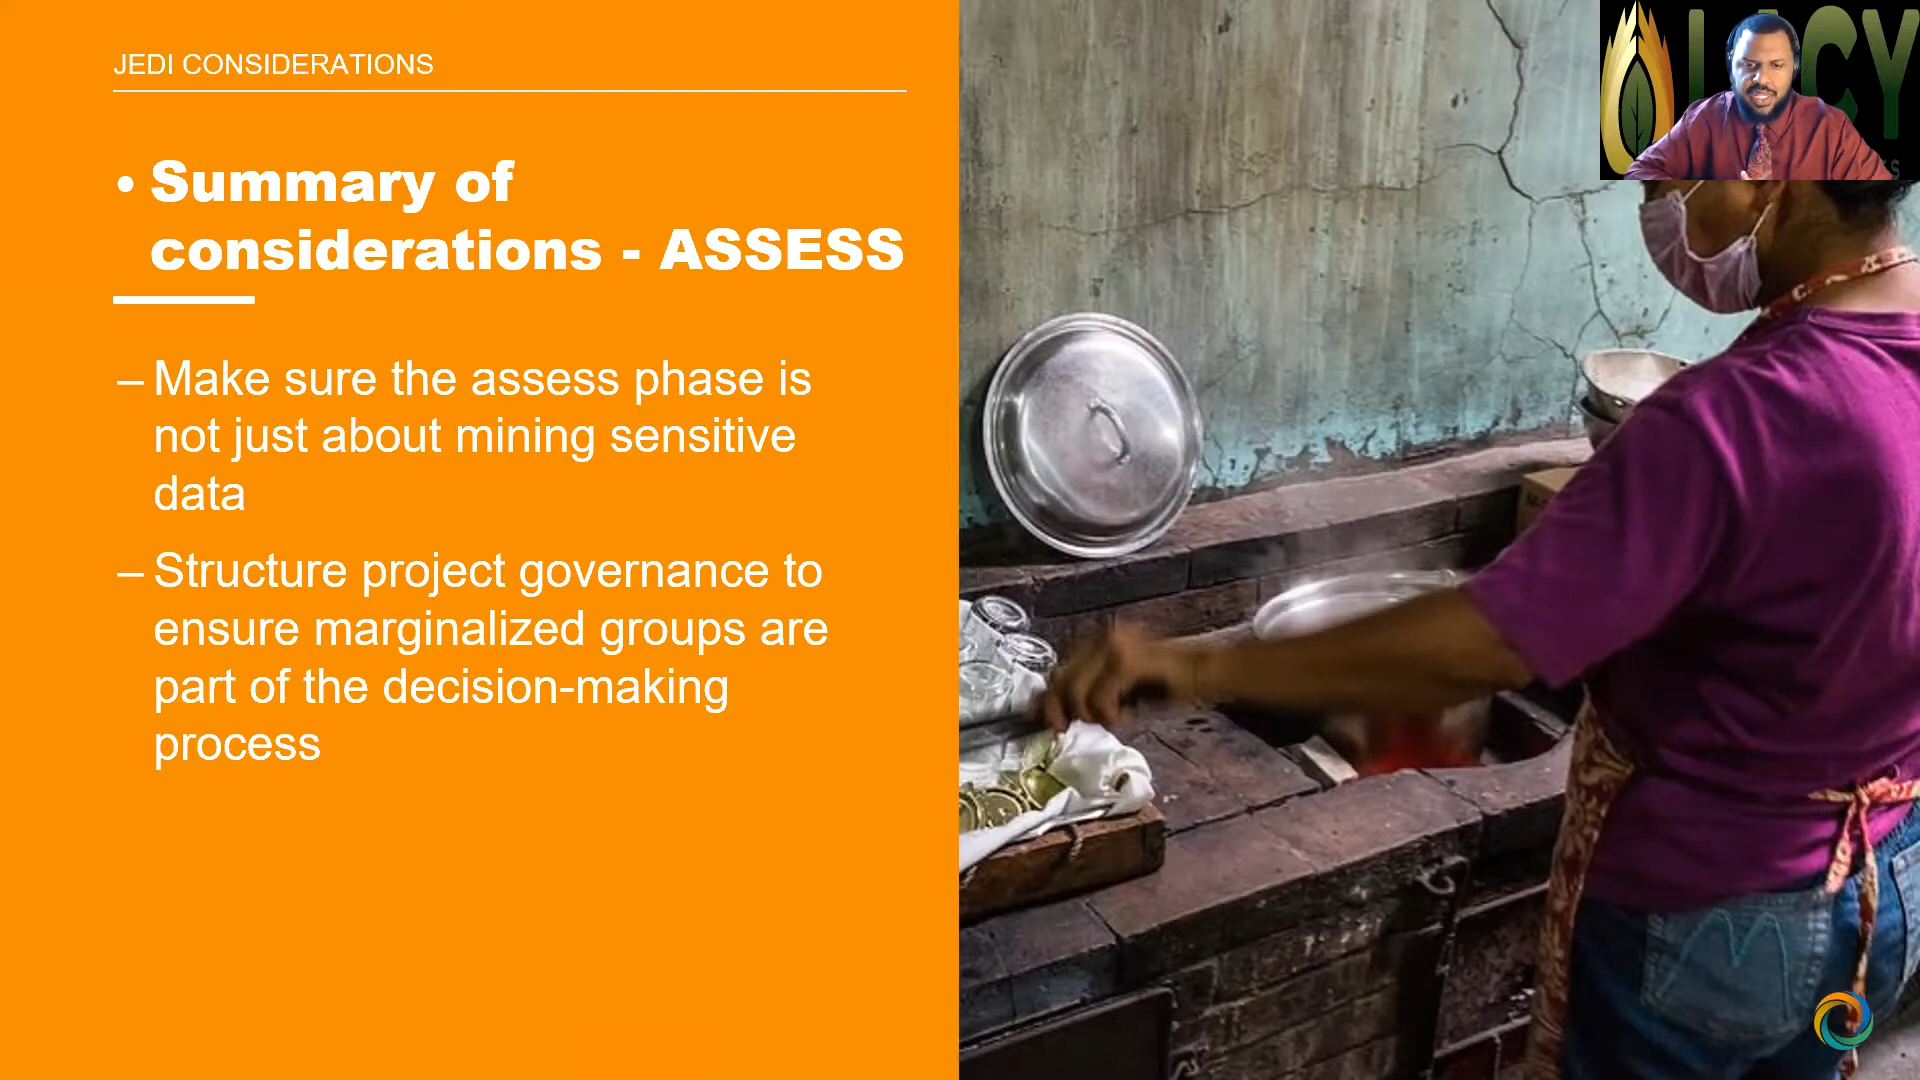 JEDI CONSIDERATIONS
• Summary of
considerations - ASSESS
– Make sure the assess phase is
not just about mining sensitive
data
– Structure project governance to
ensure marginalized groups are
part of the decision-making
process